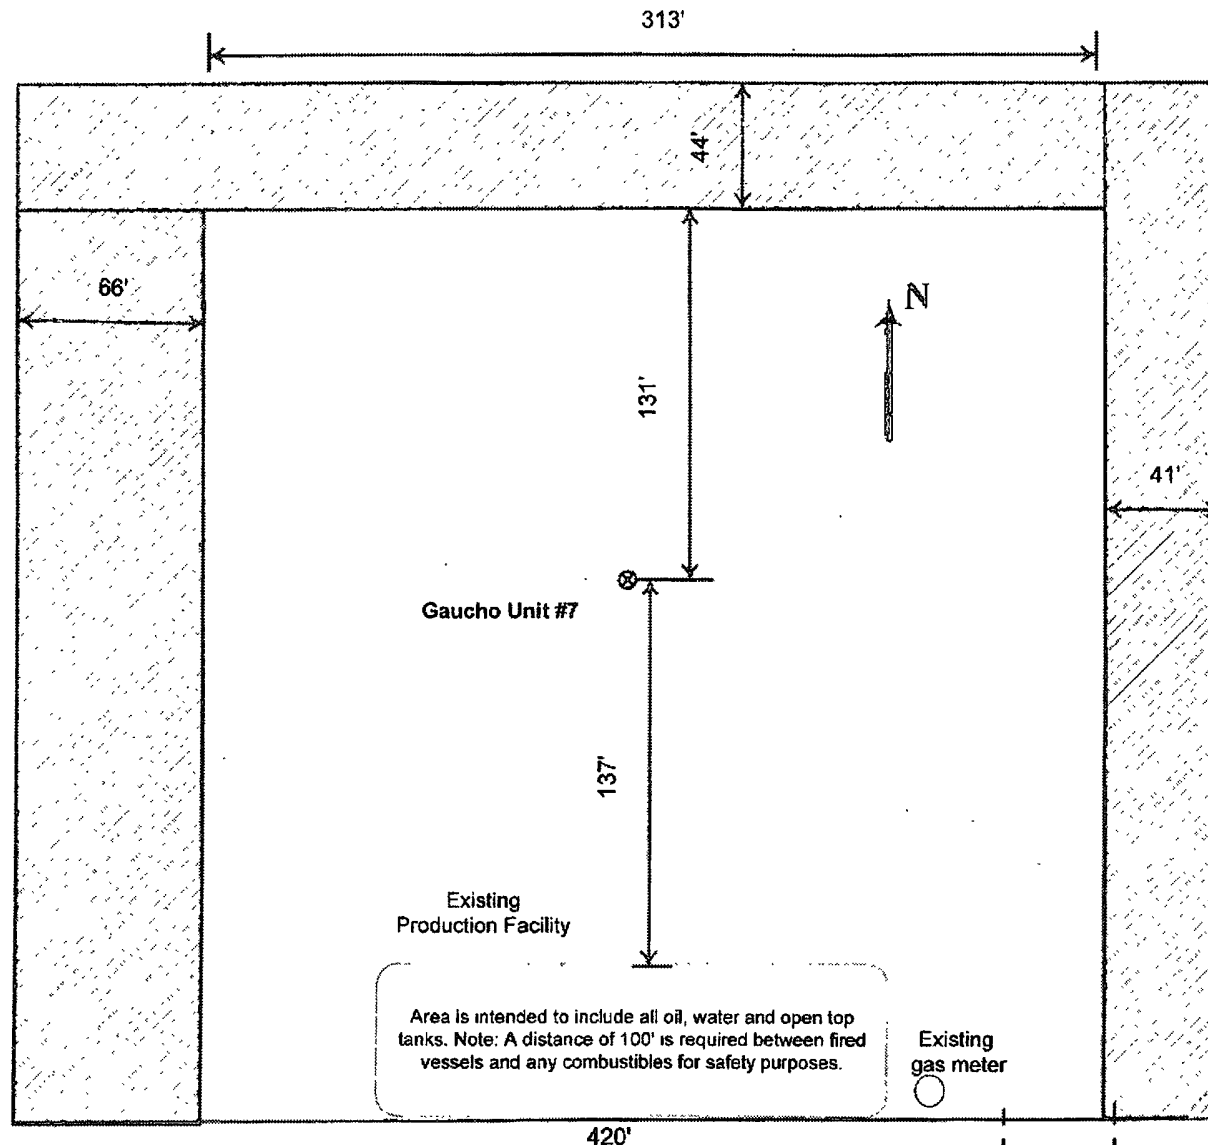 313'
44'
66'
N
131'
41'
Gaucho Unit #7
137'
Existing
Production Facility
Area is intended to include all oil, water and open top
tanks. Note: A distance of 100' is required between fired
vessels and any combustibles for safety purposes.
Existing
gas meter
420'